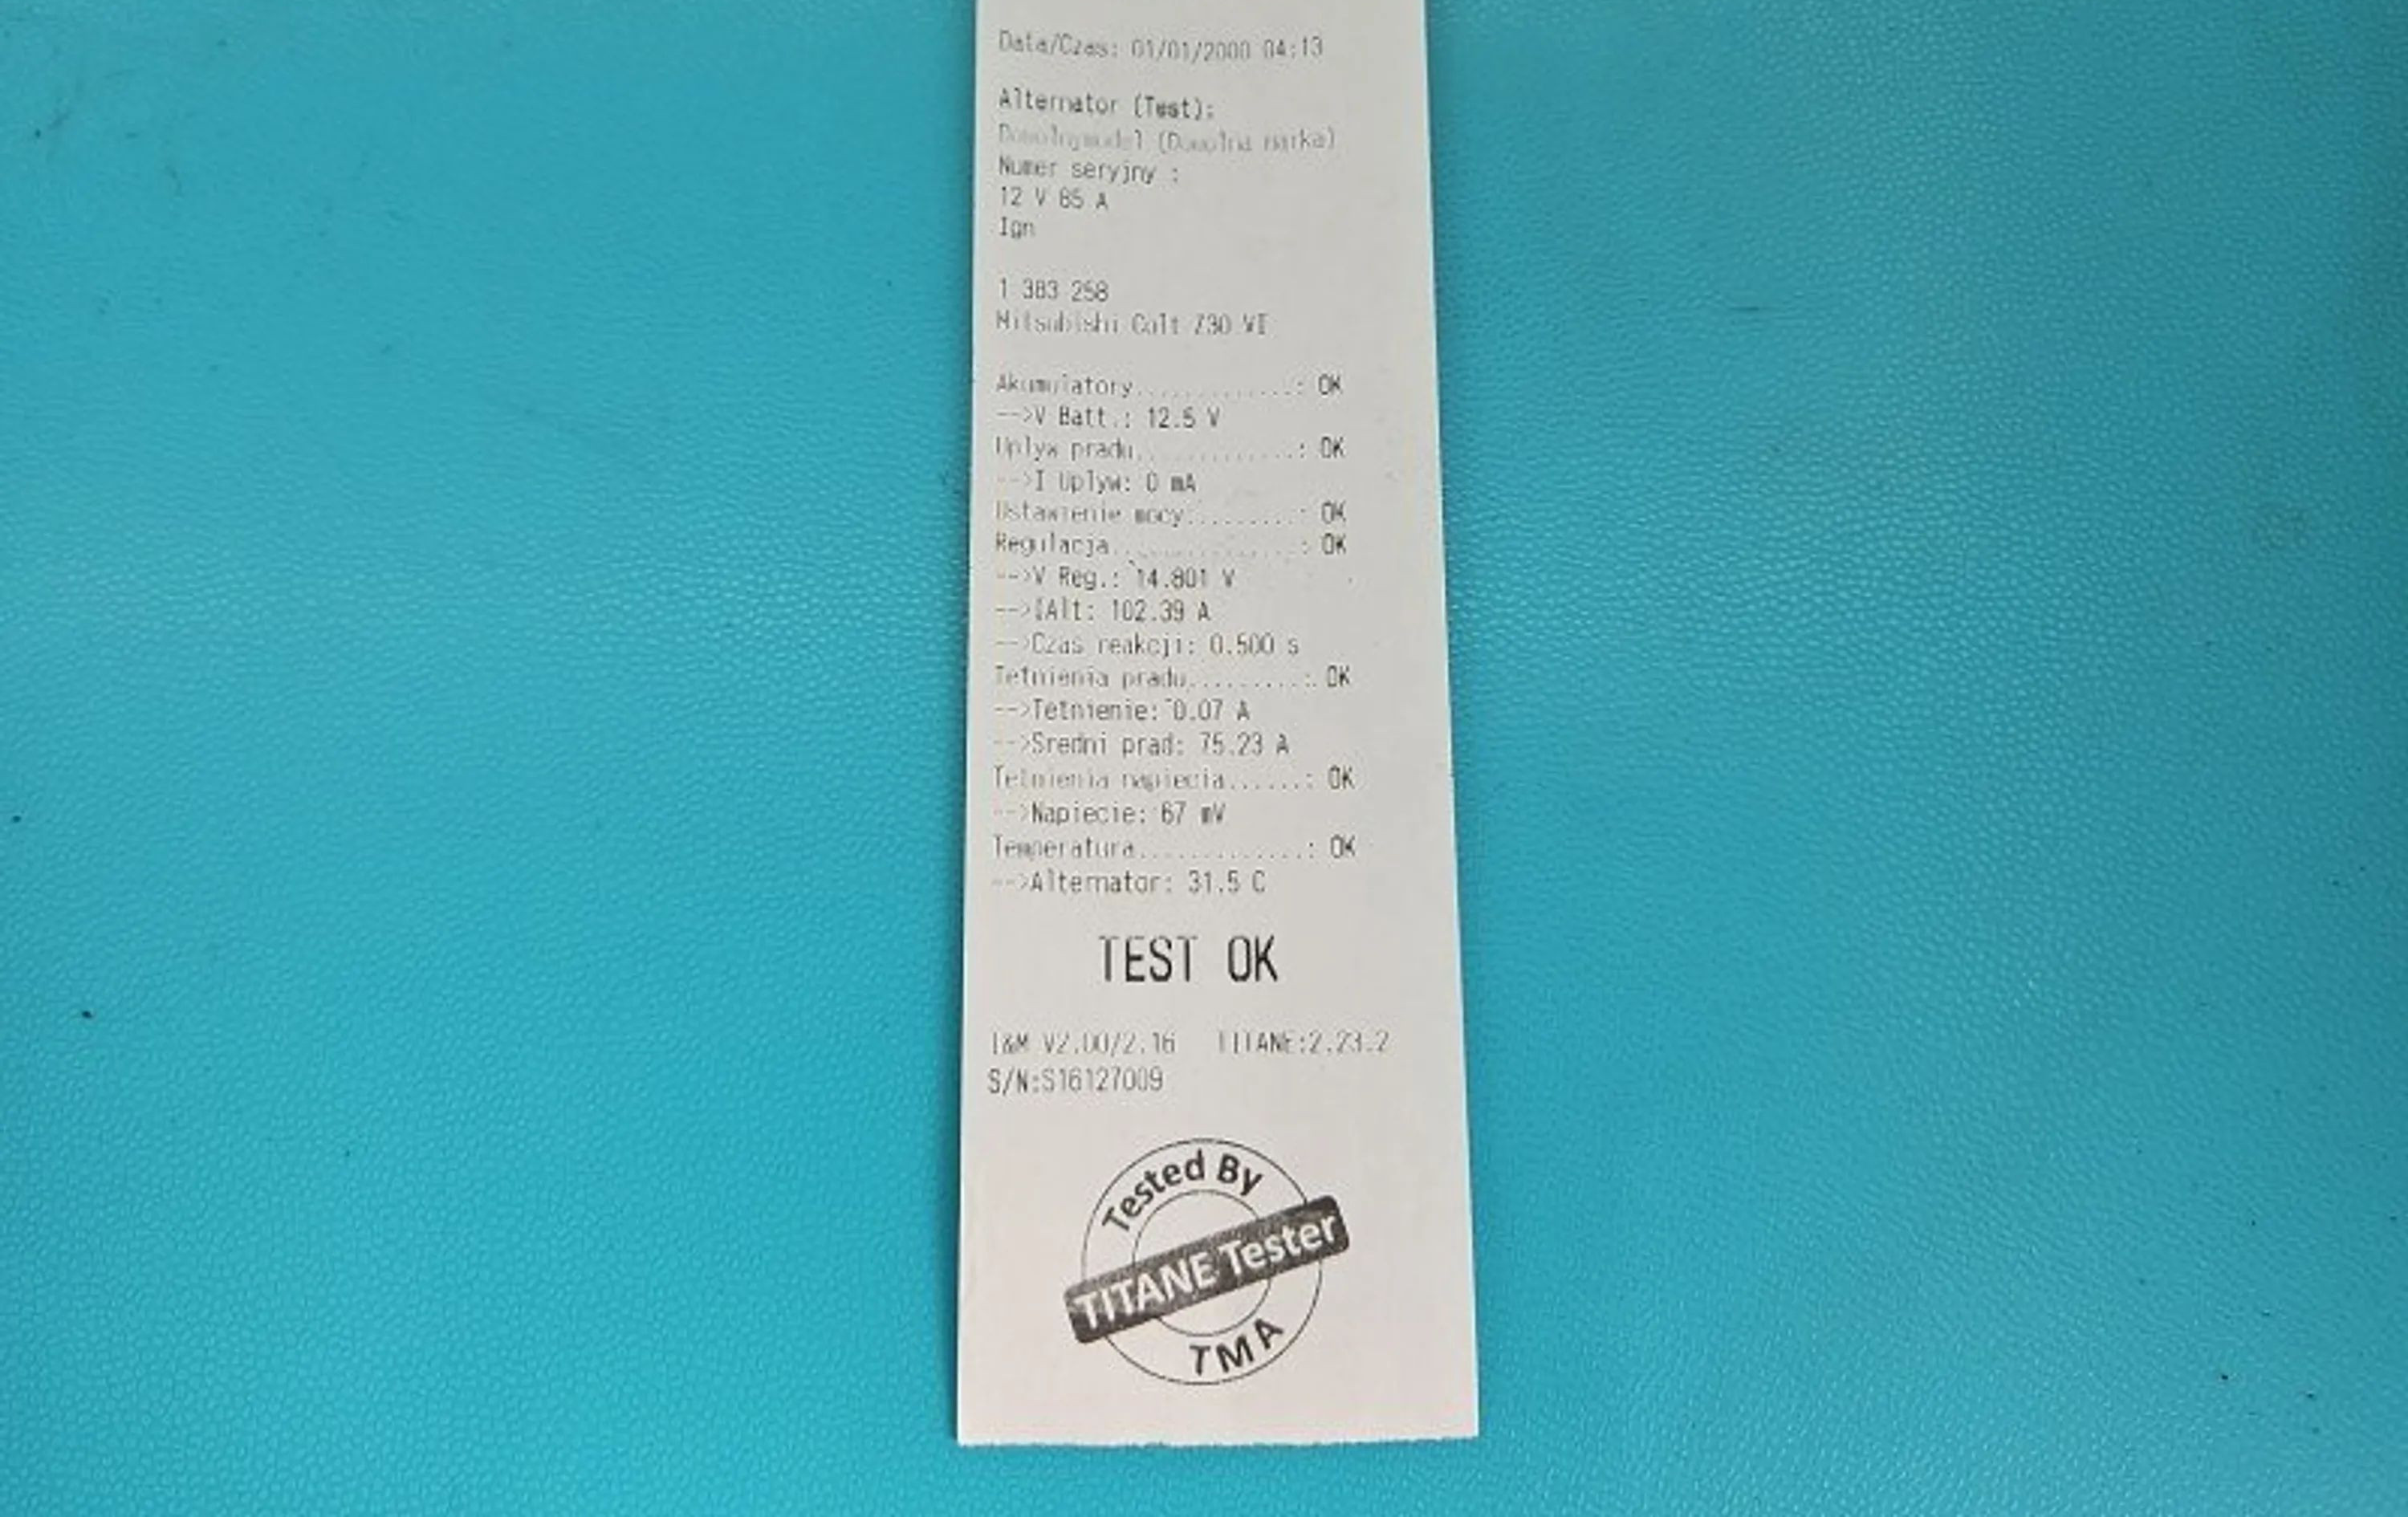 Data/Czas: 01/01/2000 04:13
Alternator (Test):
Dowolnymodel (Dowolna marka)
Numer seryjny :
12 V 85 A
Ign
1 383 258
Mitsubishi Colt Z30 VI
Akumulatory..............: OK
-->V Batt.: 12.5 V
Uplyw pradu.............: OK
-->I Uplyw: 0 mA
Ustawienie mocy.........: OK
Regulacja...............: OK
-->V Reg.: 14.801 V
-->IAlt: 102.39 A
-->Czas reakcji: 0.500 s
Tetnienia pradu.........: OK
-->Tetnienie: 0.07 A
-->Sredni prad: 75.23 A
Tetnienia napiecia......: OK
-->Napiecie: 67 mV
Temperatura.............: OK
-->Alternator: 31.5 C
TEST OK
I&M V2.00/2.16 TITANE:2.23.2
S/N:S16127009
Tested By
TITANE Tester
TMA